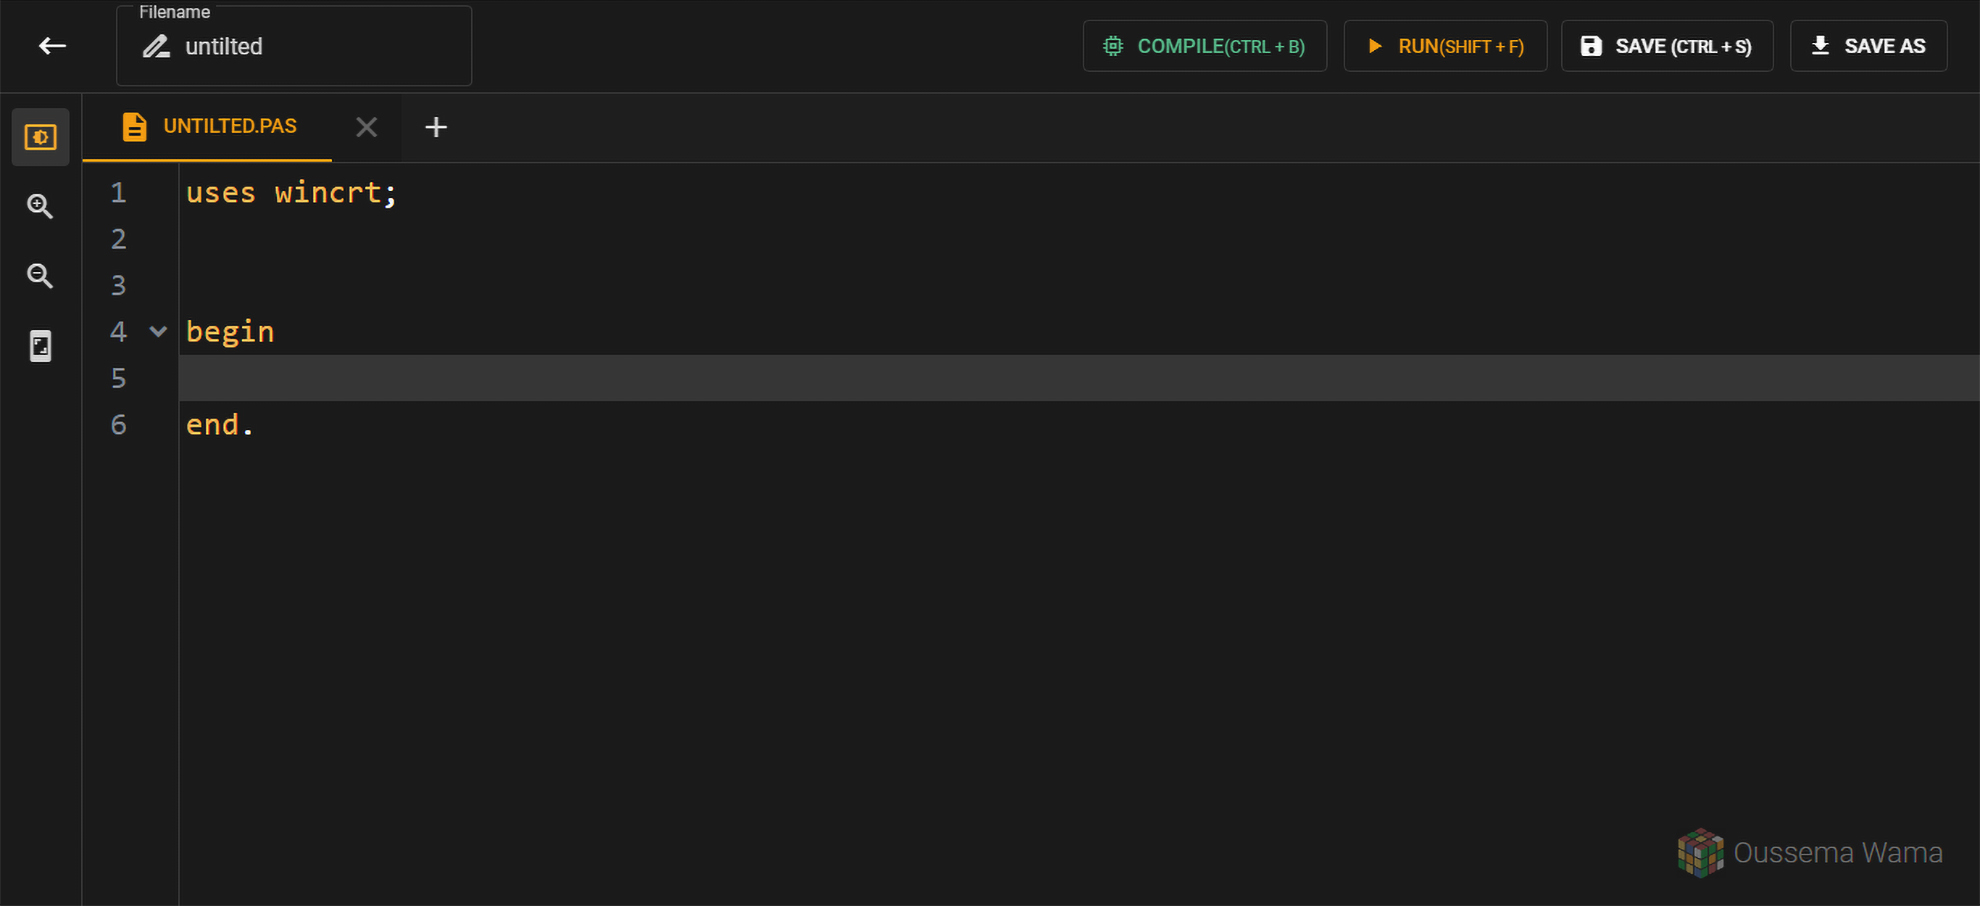 Filename
untilted
COMPILE(CTRL + B)
RUN(SHIFT + F)
SAVE (CTRL + S)
SAVE AS
UNTILTED.PAS
1 uses wincrt;
2
3
4 begin
5
6 end.
Oussema Wama